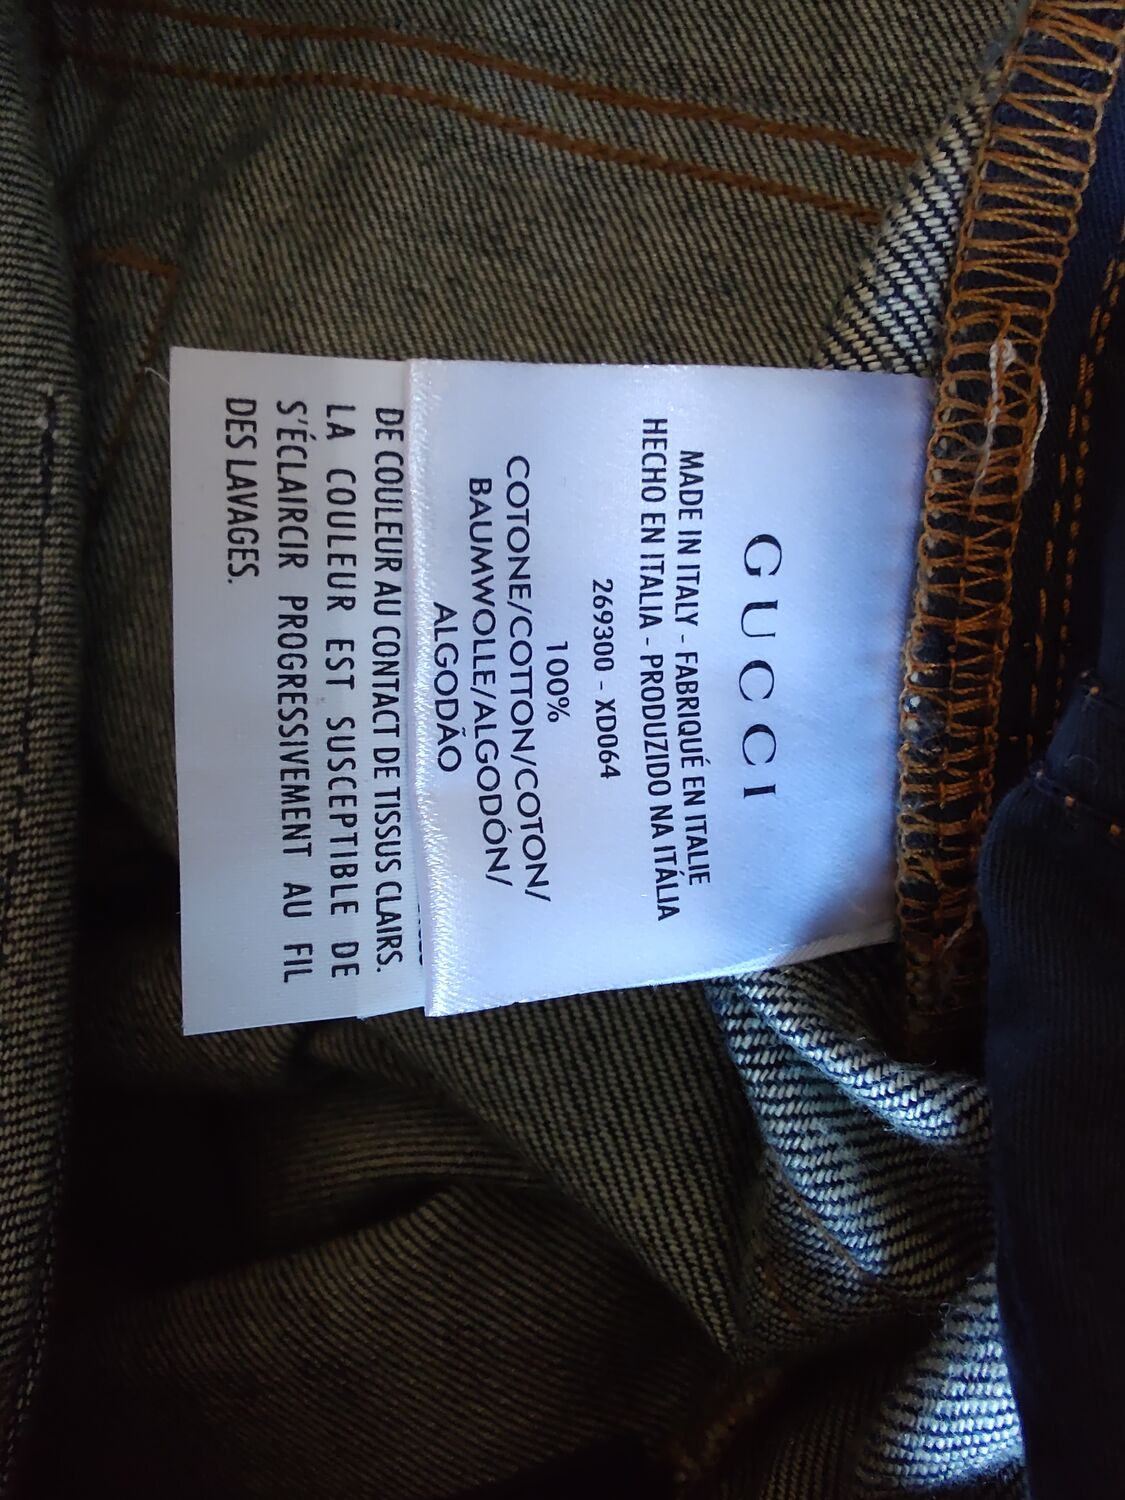 GUCCI
MADE IN ITALY - FABRIQUÉ EN ITALIE
HECHO EN ITALIA - PRODUZIDO NA ITÁLIA
269300 - XD064
100%
COTONE/COTTON/COTON/
BAUMWOLLE/ALGODÓN/
ALGODÃO
DE COULEUR AU CONTACT DE TISSUS CLAIRS.
LA COULEUR EST SUSCEPTIBLE DE
S'ÉCLAIRCIR PROGRESSIVEMENT AU FIL
DES LAVAGES.